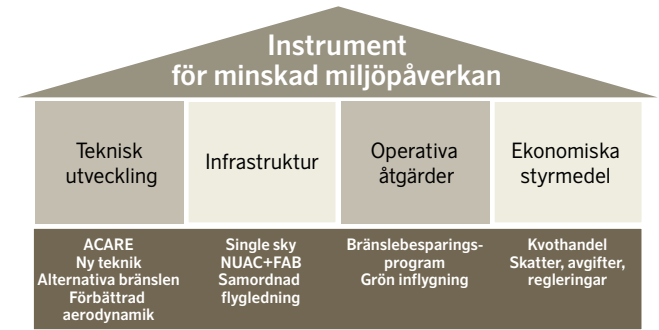 Instrument
för minskad miljöpåverkan
Teknisk
utveckling
Infrastruktur
Operativa
åtgärder
Ekonomiska
styrmedel
ACARE
Ny teknik
Alternativa bränslen
Förbättrad
aerodynamik
Single sky
NUAC+FAB
Samordnad
flygledning
Bränslebesparings-
program
Grön inflygning
Kvothandel
Skatter, avgifter,
regleringar